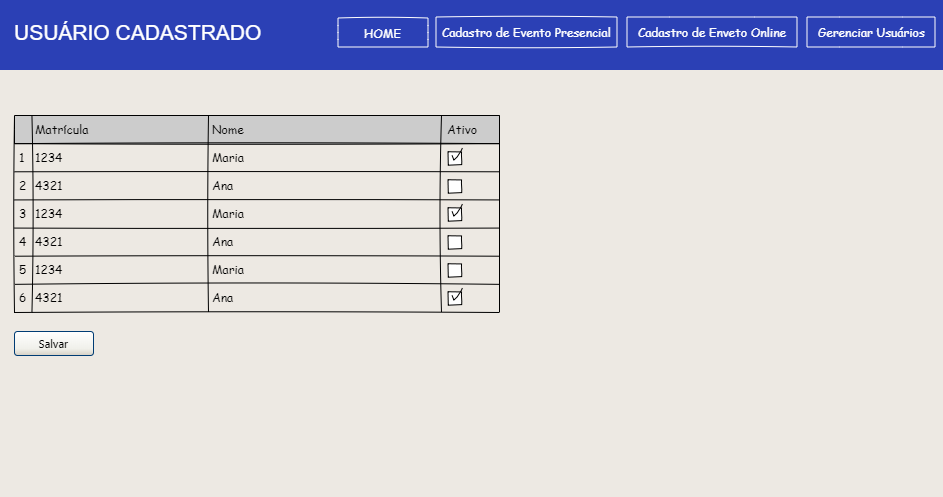 USUÁRIO CADASTRADO HOME Cadastro de Evento Presencial Cadastro de Enveto Online Gerenciar Usuários
Matrícula Nome Ativo
1 1234 Maria
2 4321 Ana
3 1234 Maria
4 4321 Ana
5 1234 Maria
6 4321 Ana
Salvar